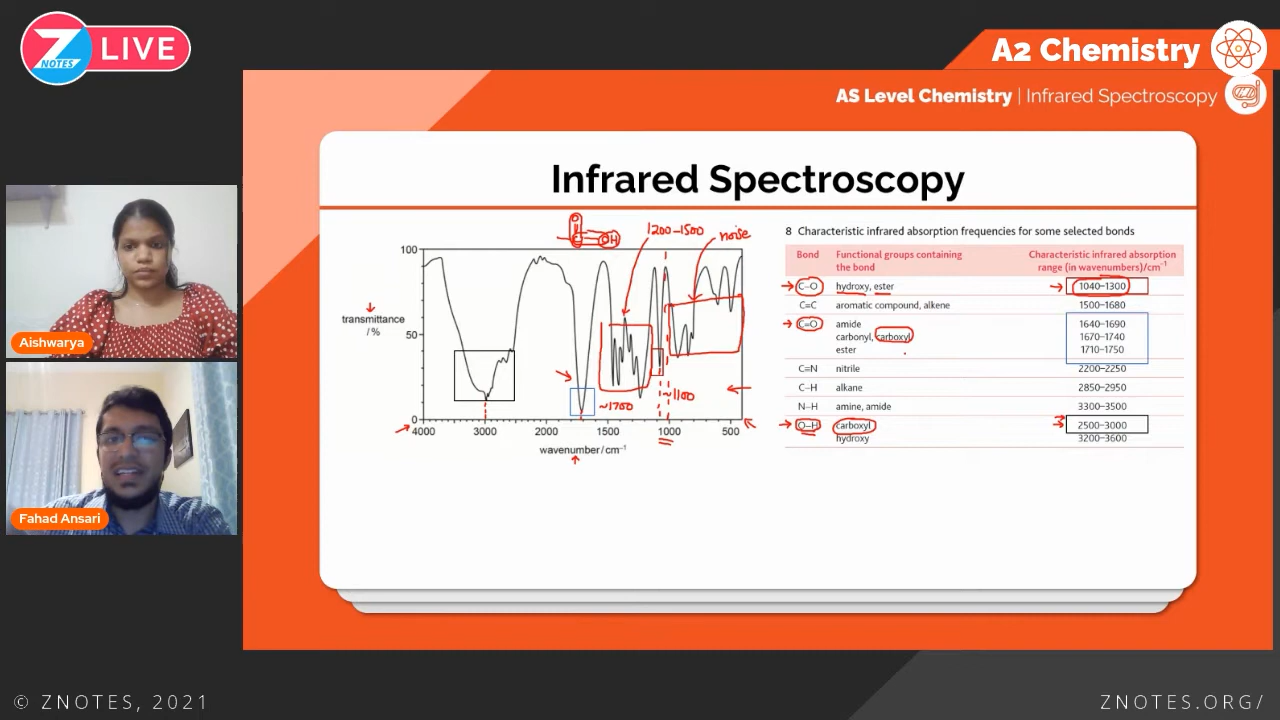 Z
NOTES
LIVE
A2 Chemistry
AS Level Chemistry | Infrared Spectroscopy
Infrared Spectroscopy
Aishwarya
Fahad Ansari
O
C
OH
1200-1500
noise
100
transmittance
/ %
50
0
~1700
~1100
4000
3000
2000
1500
1000
500
wavenumber / cm⁻¹
8 Characteristic infrared absorption frequencies for some selected bonds
Bond
Functional groups containing
the bond
Characteristic infrared absorption
range (in wavenumbers)/cm⁻¹
C–O hydroxy, ester 1040–1300
C=C aromatic compound, alkene 1500–1680
C=O amide 1640–1690
carbonyl, carboxyl 1670–1740
ester 1710–1750
C≡N nitrile 2200–2250
C–H alkane 2850–2950
N–H amine, amide 3300–3500
O–H carboxyl 2500–3000
hydroxy 3200–3600
© ZNOTES, 2021
ZNOTES.ORG/